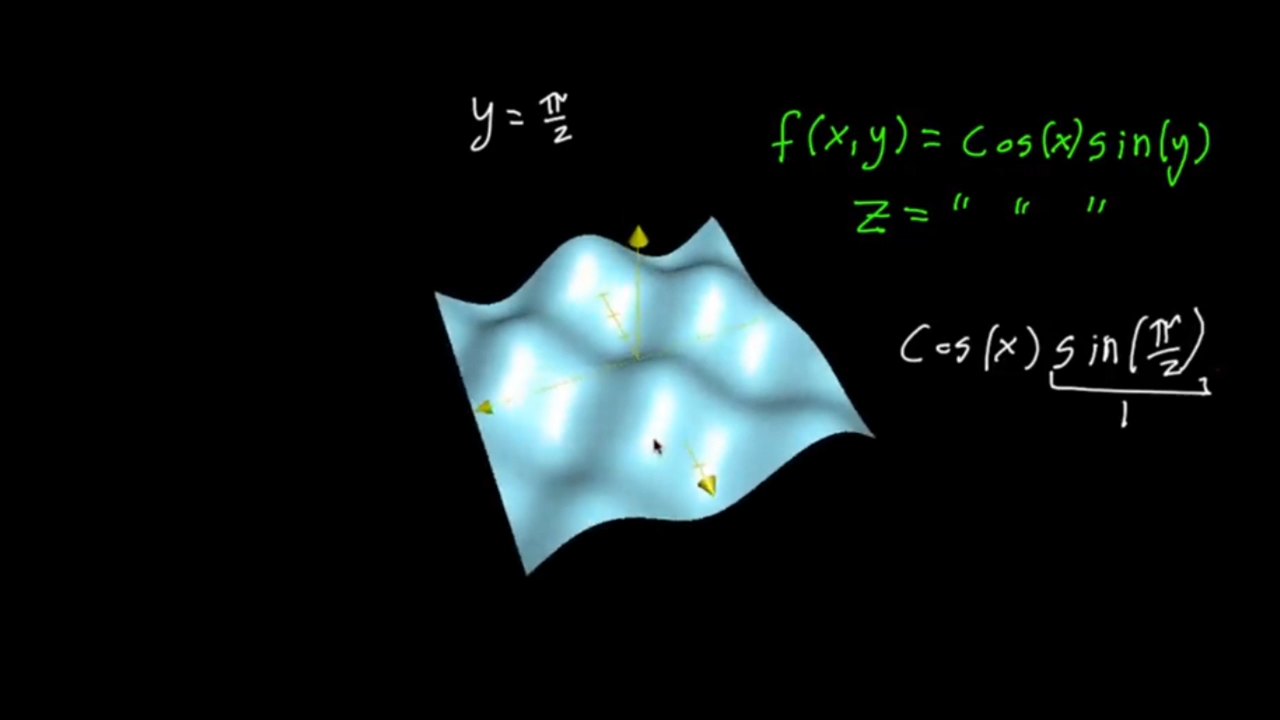 y = π/2
f(x,y) = Cos(x)sin(y)
z = " " "
Cos(x) sin(π/2)
1